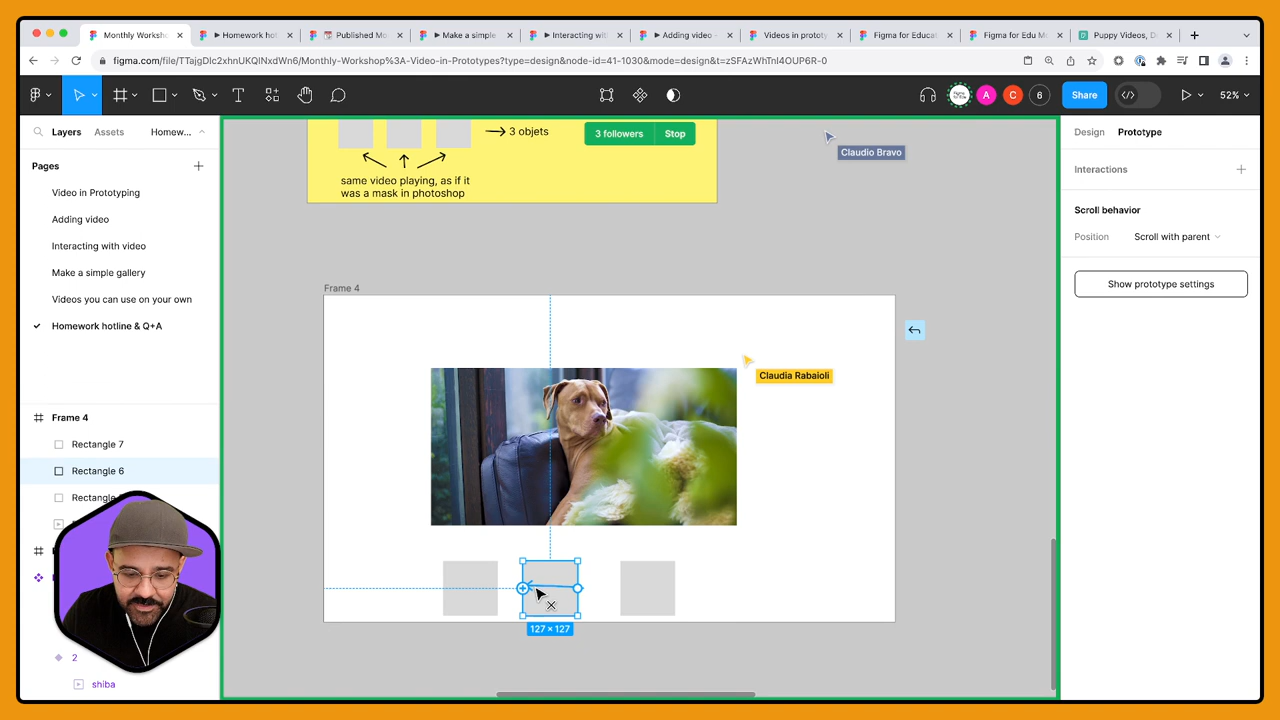 Monthly Worksho
Homework hot
Published Mo
Make a simple
Interacting wit
Adding video -
Videos in protot
Figma for Educat
Figma for Edu M
Puppy Videos, D
figma.com/file/TTajgDlc2xhnUKQlNxdWn6/Monthly-Workshop%3A-Video-in-Prototypes?type=design&node-id=41-1030&mode=design&t=zSFAzWhTnI4OUP6R-0
A
C
6
Share
52%
Layers
Assets
Homew...
Pages
Video in Prototyping
Adding video
Interacting with video
Make a simple gallery
Videos you can use on your own
Homework hotline & Q+A
Frame 4
Rectangle 7
Rectangle 6
Rectangle
2
shiba
3 objets
3 followers
Stop
same video playing, as if it
was a mask in photoshop
Claudio Bravo
Frame 4
Claudia Rabaioli
127 × 127
Design
Prototype
Interactions
Scroll behavior
Position
Scroll with parent
Show prototype settings